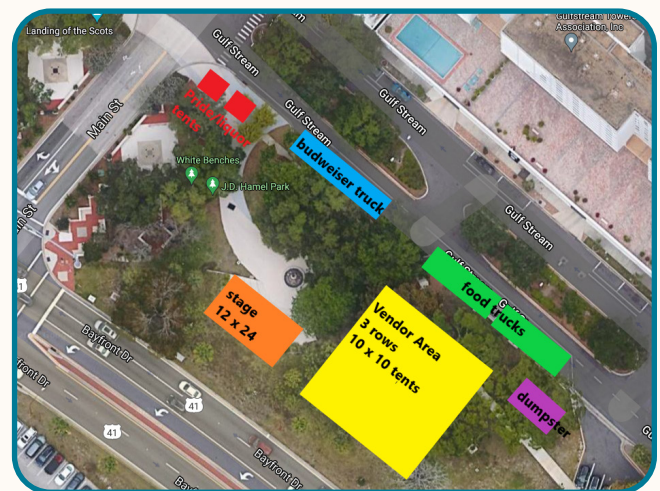 Landing of the Scots
Gulfstream Towers
Association, Inc
Gulf Stream
Gulf Stream
Gulf Stream
Main St
Pride/liquor
tents
White Benches
J.D. Hamel Park
budweiser truck
Gulf Stream
food trucks
stage
12 x 24
Vendor Area
3 rows
10 x 10 tents
dumpster
Bayfront Dr
41
41
Bayfront Dr